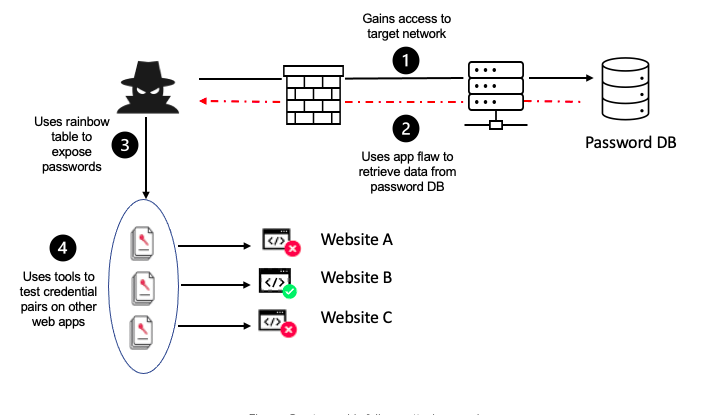 Gains access to
target network
1
2
Uses app flaw to
retrieve data from
password DB
Password DB
Uses rainbow
table to
expose
passwords
3
4
Uses tools to
test credential
pairs on other
web apps
</> Website A
</> Website B
</> Website C